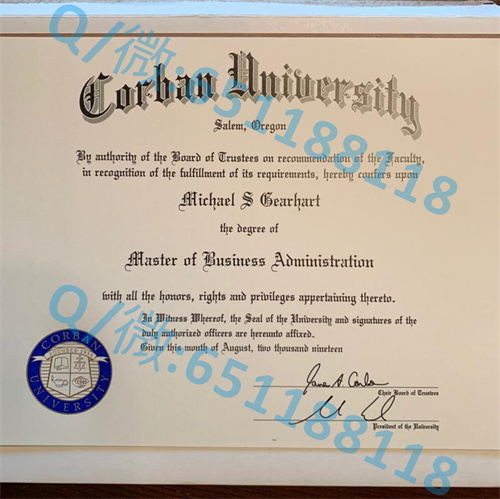 Q/微:651188118
Corban University
Salem, Oregon
By authority of the Board of Trustees on recommendation of the Faculty,
in recognition of the fulfillment of its requirements, hereby confers upon
Michael S Gearhart
the degree of
Master of Business Administration
with all the honors, rights and privileges appertaining thereto.
In Witness Whereof, the Seal of the University and signatures of the
duly authorized officers are hereunto affixed.
Given this month of August, two thousand nineteen
Q/微:651188118
CORBAN
UNIVERSITY
Chair Board of Trustees
President of the University